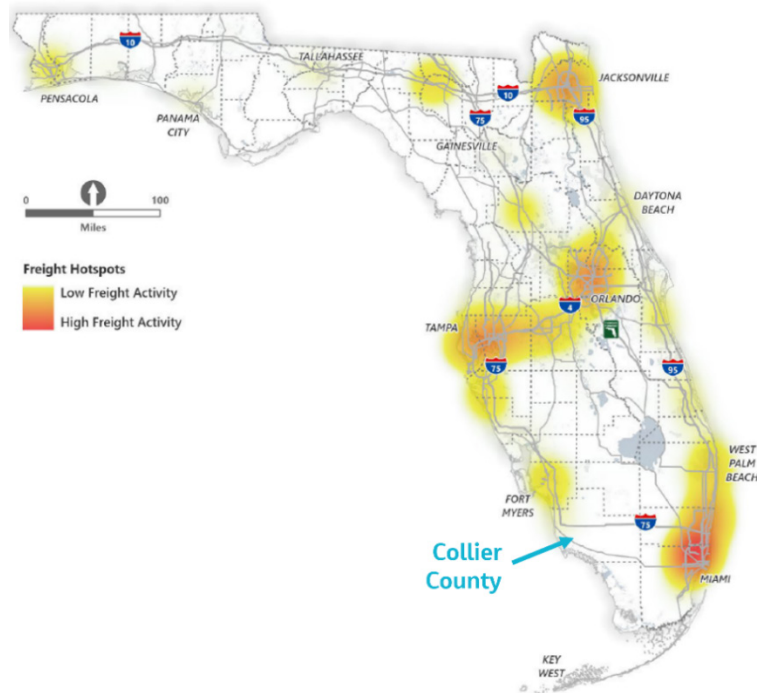 10
TALLAHASSEE
JACKSONVILLE
PENSACOLA
10
PANAMA
CITY
75
95
GAINESVILLE
0
100
Miles
DAYTONA
BEACH
Freight Hotspots
Low Freight Activity
High Freight Activity
ORLANDO
4
TAMPA
75
95
WEST
PALM
BEACH
FORT
MYERS
75
Collier
County
MIAMI
KEY
WEST